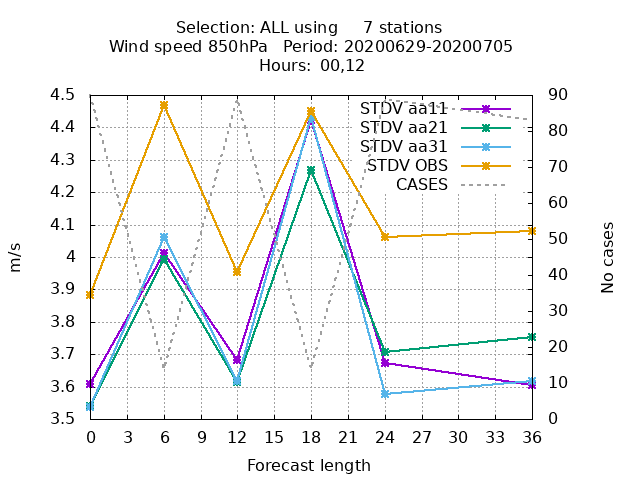 Selection: ALL using 7 stations
Wind speed 850hPa Period: 20200629-20200705
Hours: 00,12
STDV aa11
STDV aa21
STDV aa31
STDV OBS
CASES
4.5
4.4
4.3
4.2
4.1
4
3.9
3.8
3.7
3.6
3.5
m/s
90
80
70
60
50
40
30
20
10
0
No cases
0 3 6 9 12 15 18 21 24 27 30 33 36
Forecast length